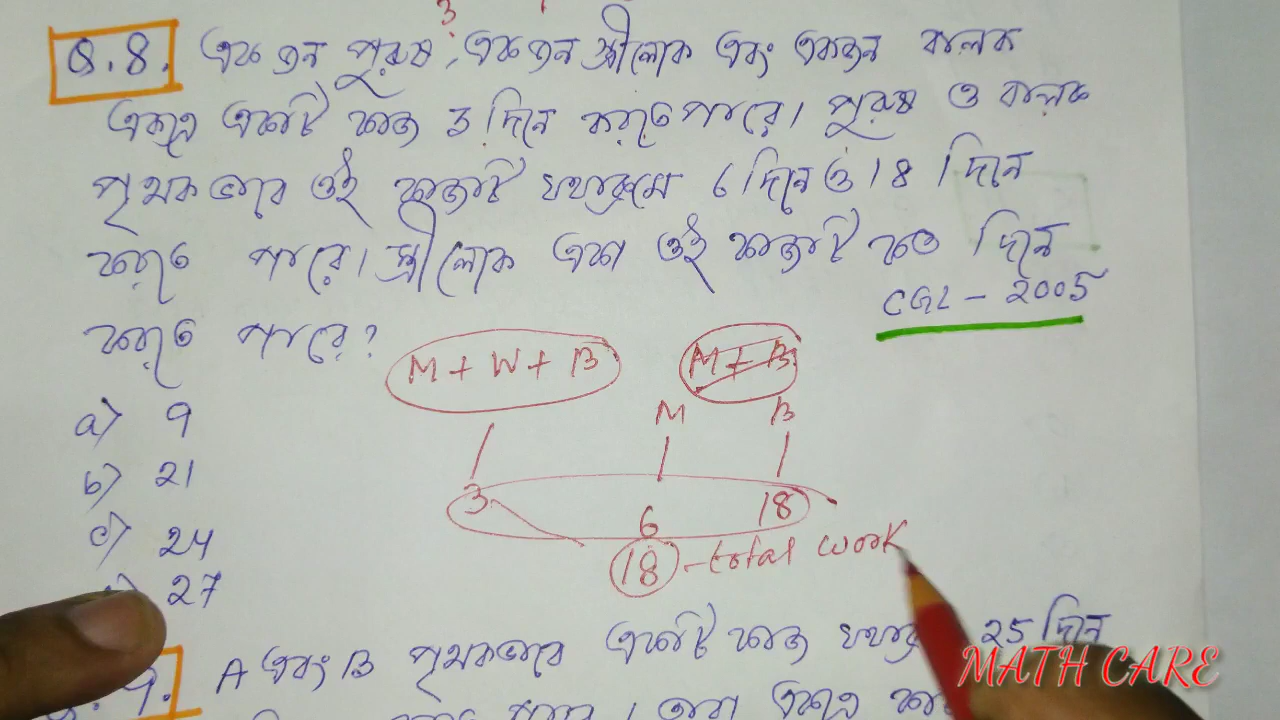 Q.8. একজন পুরুষ, একজন স্ত্রীলোক এবং একজন বালক
একত্রে একটি কাজ 3 দিনে করতে পারে। পুরুষ ও বালক
পৃথকভাবে ওই কাজটি যথাক্রমে 6 দিনে ও 18 দিনে
করতে পারে। স্ত্রীলোক একা ওই কাজটি কত দিনে
করতে পারে?
CGL - 2005
M + W + B
M + B
M B
a) 9
b) 21
c) 24
27
3 6 18
18 - total work
9. A এবং B পৃথকভাবে একটি কাজ 25 দিন
MATH CARE
তারা একত্রে